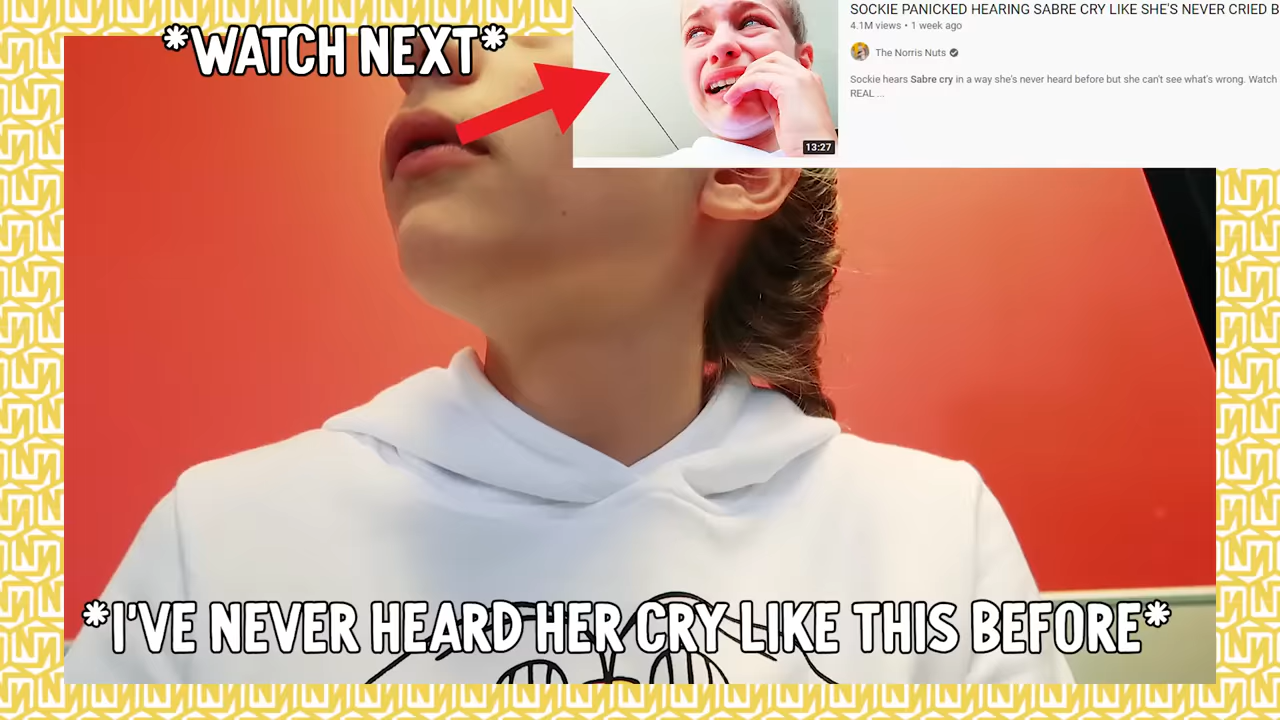 *WATCH NEXT*
SOCKIE PANICKED HEARING SABRE CRY LIKE SHE'S NEVER CRIED B
4.1M views • 1 week ago
The Norris Nuts
Sockie hears Sabre cry in a way she's never heard before but she can't see what's wrong. Watch
REAL ...
13:27
*I'VE NEVER HEARD HER CRY LIKE THIS BEFORE*